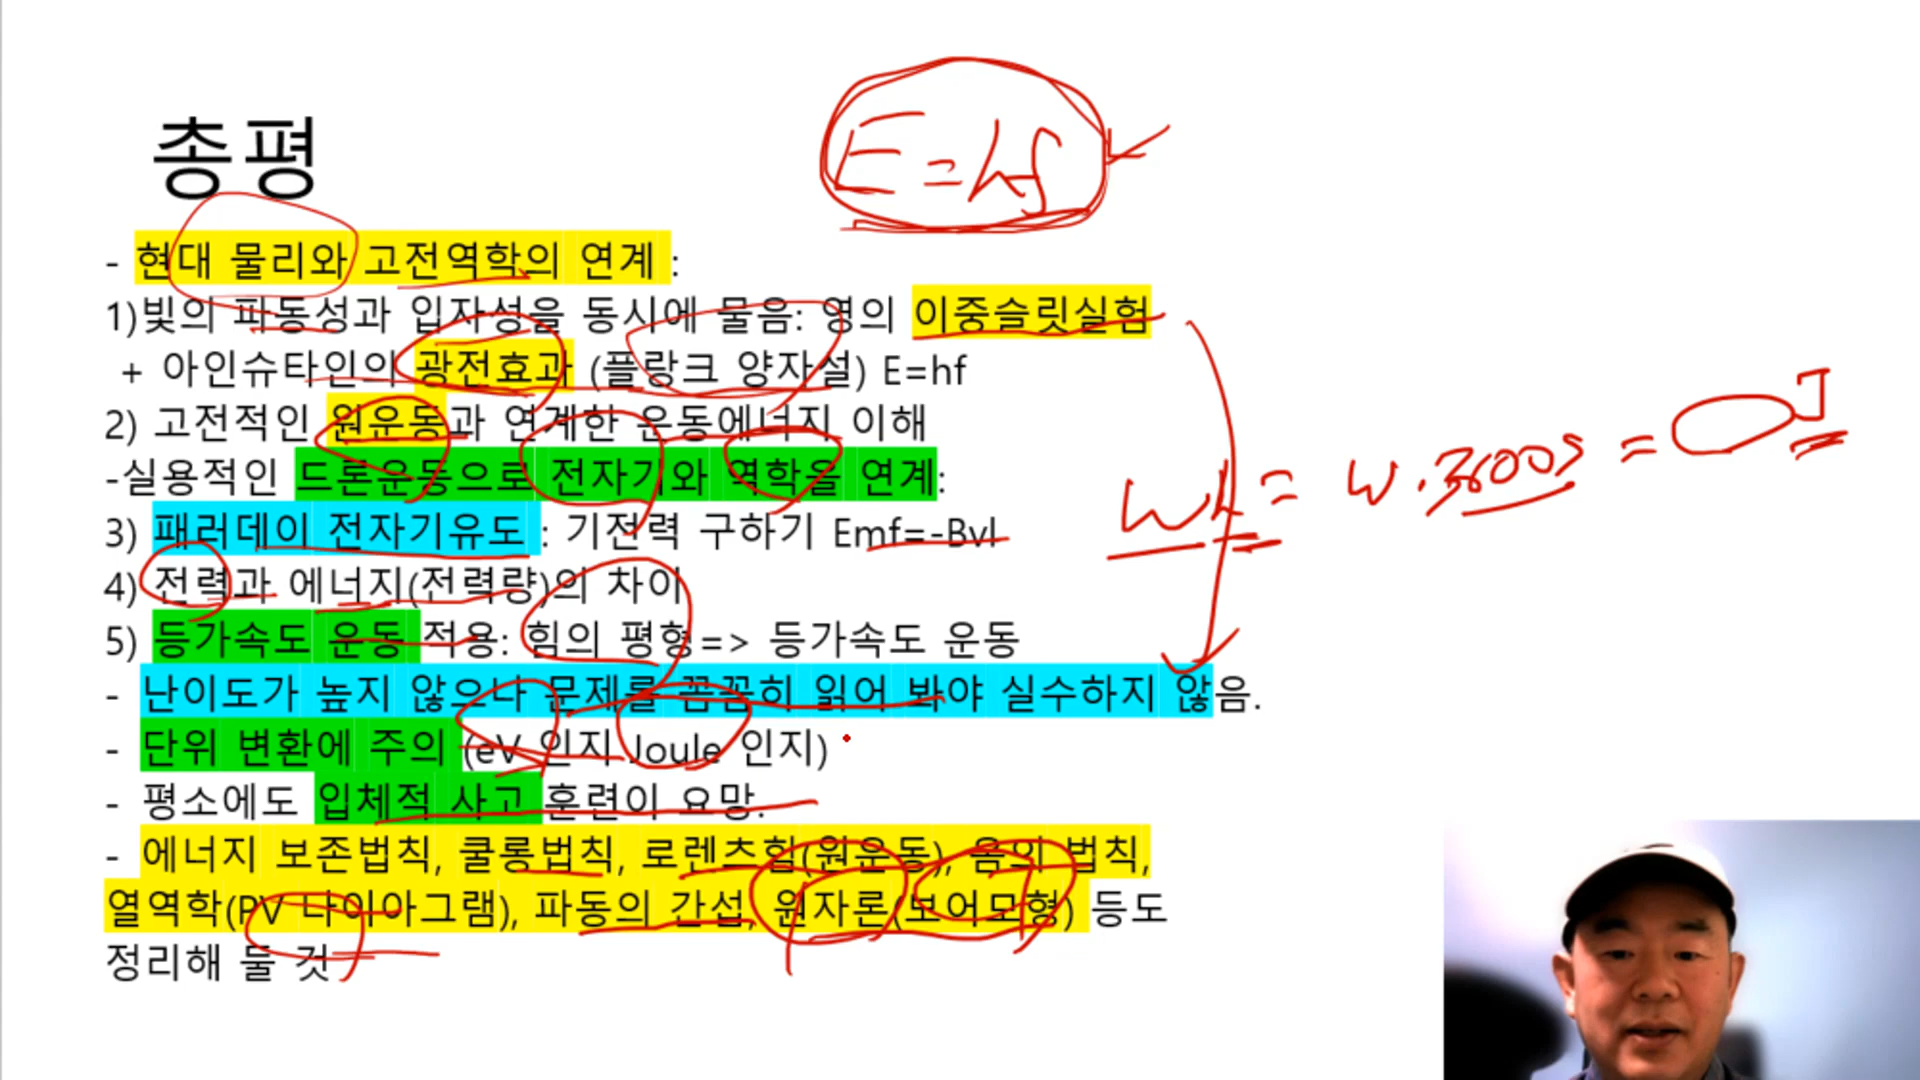 총평
E=hf
- 현대 물리와 고전역학의 연계 :
1)빛의 파동성과 입자성을 동시에 물음: 영의 이중슬릿실험
+ 아인슈타인의 광전효과 (플랑크 양자설) E=hf
2) 고전적인 원운동과 연계한 운동에너지 이해
-실용적인 드론운동으로 전자기와 역학을 연계:
Wh = W.3600s = J
3) 패러데이 전자기유도 : 기전력 구하기 Emf=-Bvl
4) 전력과 에너지(전력량)의 차이
5) 등가속도 운동 적용: 힘의 평형=> 등가속도 운동
- 난이도가 높지 않으나 문제를 꼼꼼히 읽어 봐야 실수하지 않음.
- 단위 변환에 주의 (eV 인지 Joule 인지)
- 평소에도 입체적 사고 훈련이 요망.
- 에너지 보존법칙, 쿨롱법칙, 로렌츠힘(원운동), 옴의 법칙,
열역학(PV 다이아그램), 파동의 간섭, 원자론(보어모형) 등도
정리해 둘 것